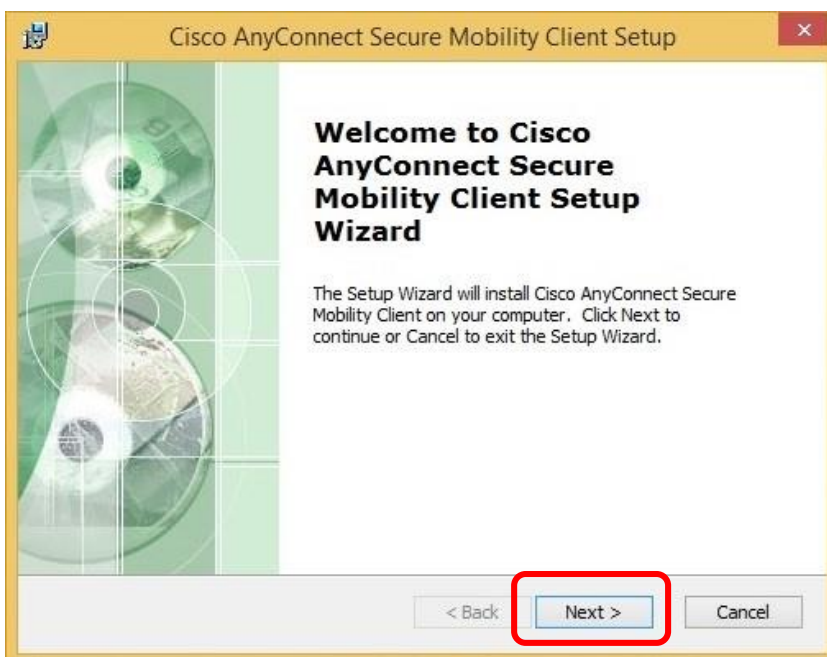 Cisco AnyConnect Secure Mobility Client Setup
Welcome to Cisco
AnyConnect Secure
Mobility Client Setup
Wizard
The Setup Wizard will install Cisco AnyConnect Secure
Mobility Client on your computer.  Click Next to
continue or Cancel to exit the Setup Wizard.
< Back Next > Cancel